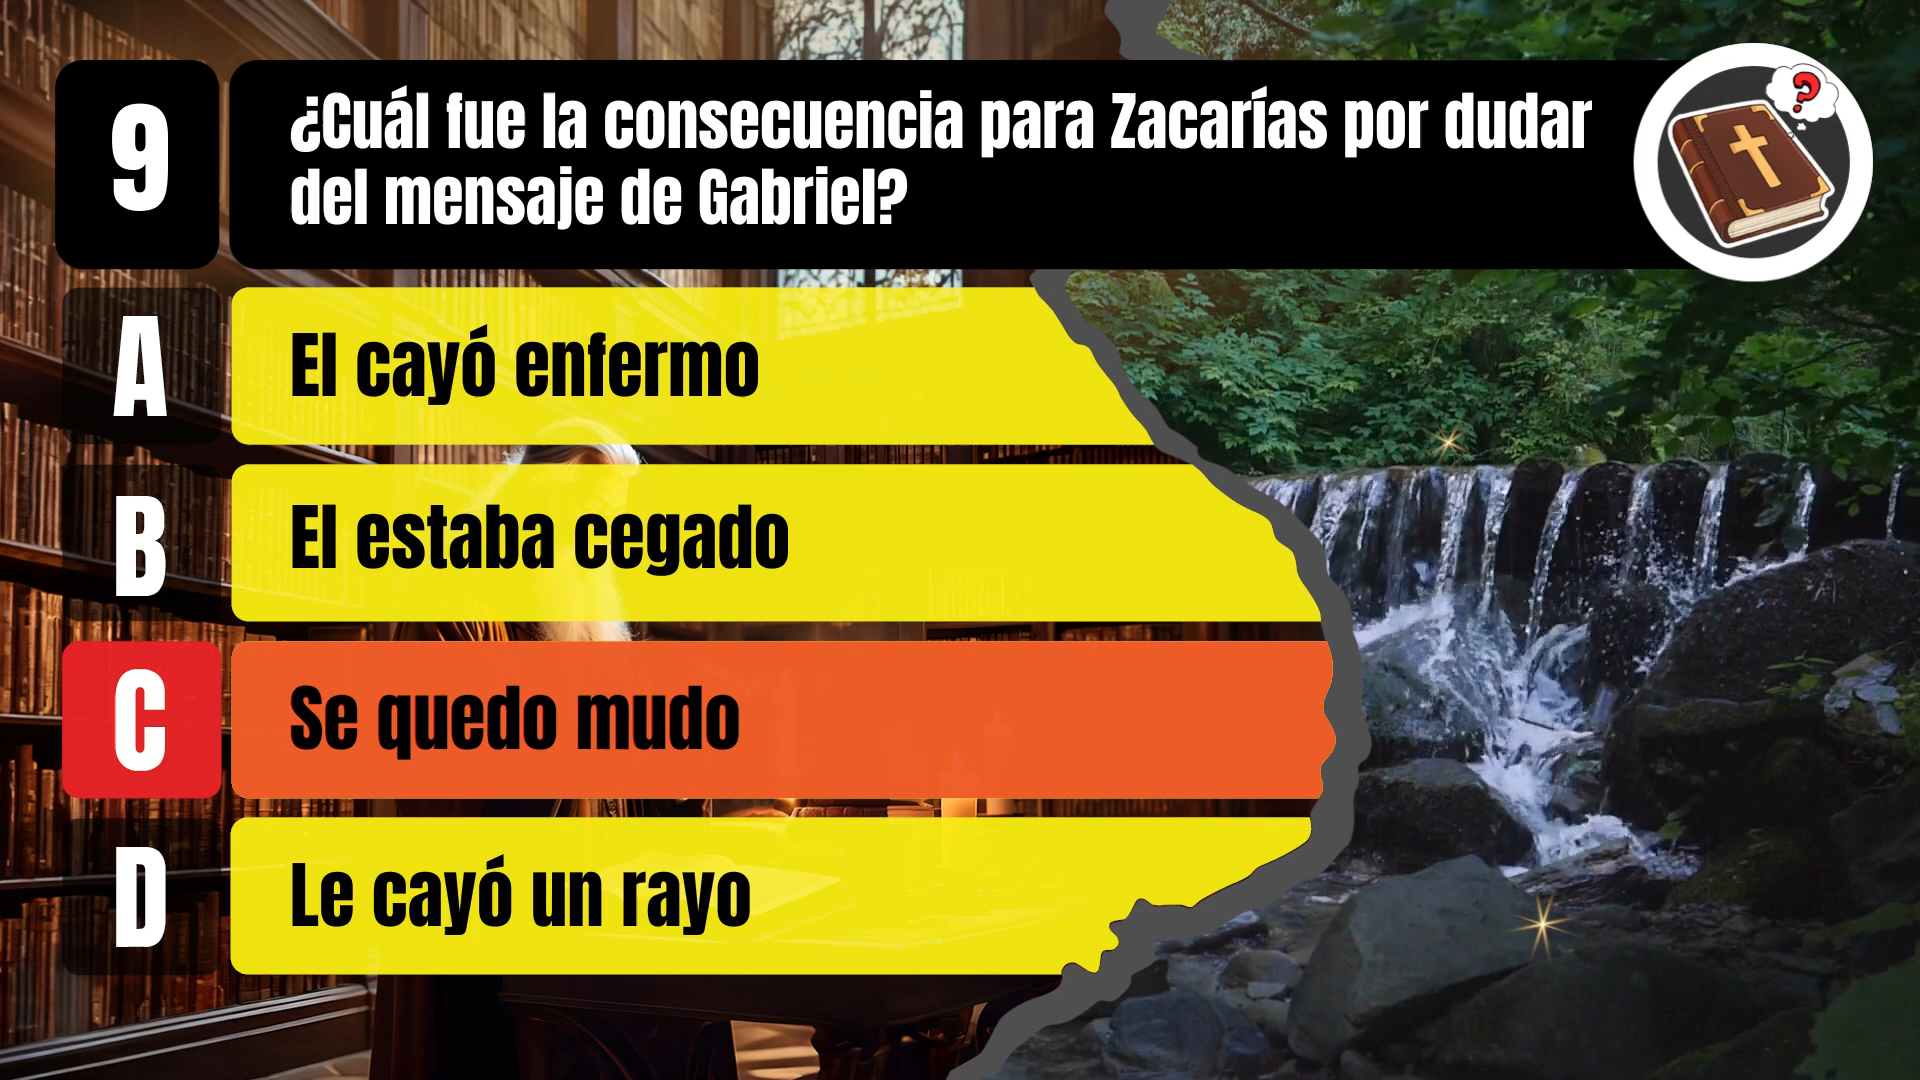 9
¿Cuál fue la consecuencia para Zacarías por dudar
del mensaje de Gabriel?
A
El cayó enfermo
B
El estaba cegado
C
Se quedo mudo
D
Le cayó un rayo
?